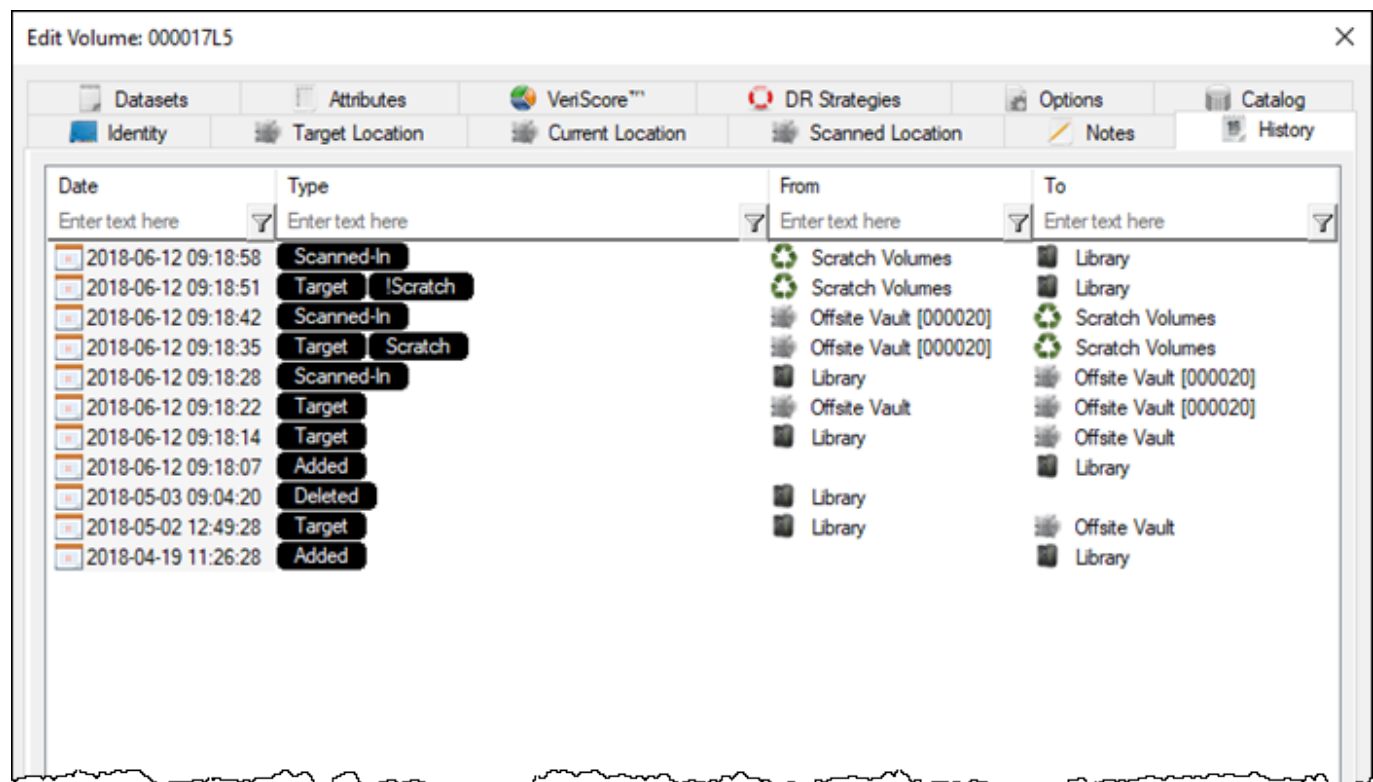 Edit Volume: 000017L5
Datasets Attributes VeriScore™ DR Strategies Options Catalog
Identity Target Location Current Location Scanned Location Notes History
Date Type From To
Enter text here Enter text here Enter text here Enter text here
2018-06-12 09:18:58 Scanned-In Scratch Volumes Library
2018-06-12 09:18:51 Target !Scratch Scratch Volumes Library
2018-06-12 09:18:42 Scanned-In Offsite Vault [000020] Scratch Volumes
2018-06-12 09:18:35 Target Scratch Offsite Vault [000020] Scratch Volumes
2018-06-12 09:18:28 Scanned-In Library Offsite Vault [000020]
2018-06-12 09:18:22 Target Offsite Vault Offsite Vault [000020]
2018-06-12 09:18:14 Target Library Offsite Vault
2018-06-12 09:18:07 Added Library
2018-05-03 09:04:20 Deleted Library
2018-05-02 12:49:28 Target Library Offsite Vault
2018-04-19 11:26:28 Added Library